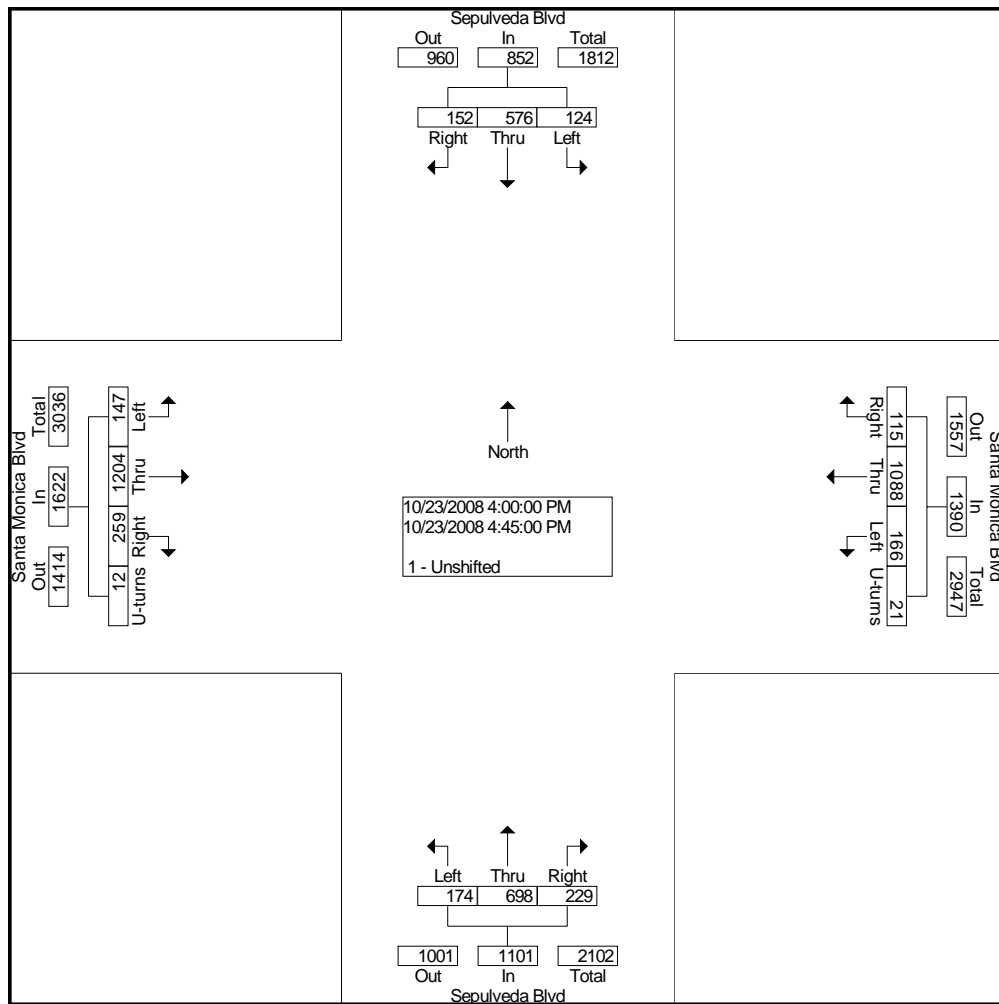 Sepulveda Blvd
Out In Total
960 852 1812
152 576 124
Right Thru Left
Santa Monica Blvd
Total In Out
3036 1622 1414
147 1204 259 12
Left Thru Right U-turns
North
10/23/2008 4:00:00 PM
10/23/2008 4:45:00 PM
1 - Unshifted
Right Thru Left U-turns
115 1088 166 21
Out In Total
1557 1390 2947
Santa Monica Blvd
Left Thru Right
174 698 229
1001 1101 2102
Out In Total
Sepulveda Blvd